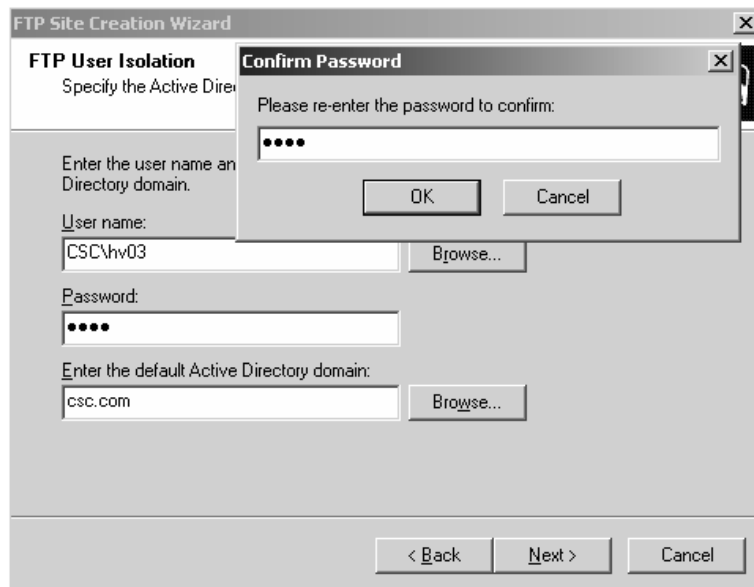 FTP Site Creation Wizard
FTP User Isolation
Specify the Active
Confirm Password
Please re-enter the password to confirm:
••••
OK Cancel
Enter the user name
Directory domain.
User name:
CSC\hv03
Browse...
Password:
••••
Enter the default Active Directory domain:
csc.com
Browse...
< Back Next > Cancel